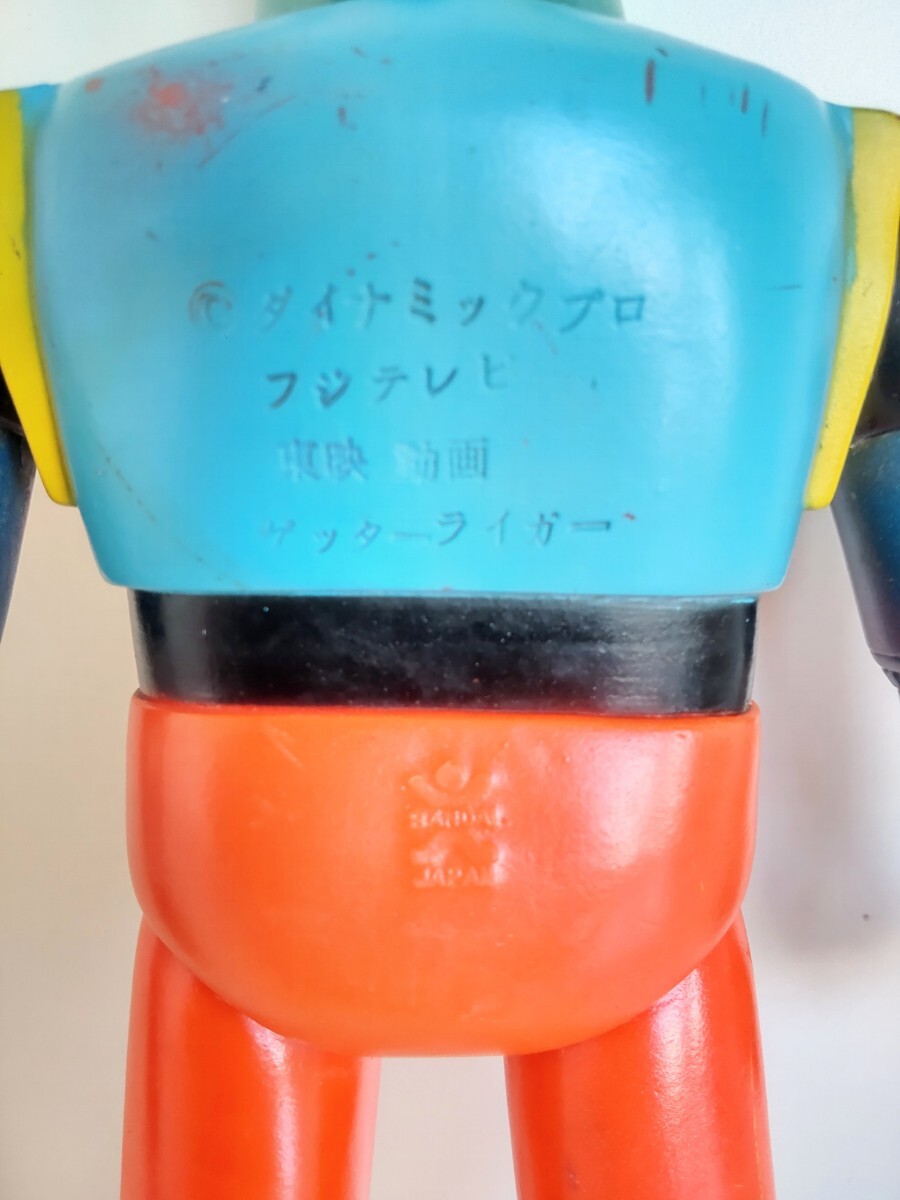 © ダイナミックプロ
フジテレビ
東映 動画
ゲッターライガー
BANDAI
JAPAN